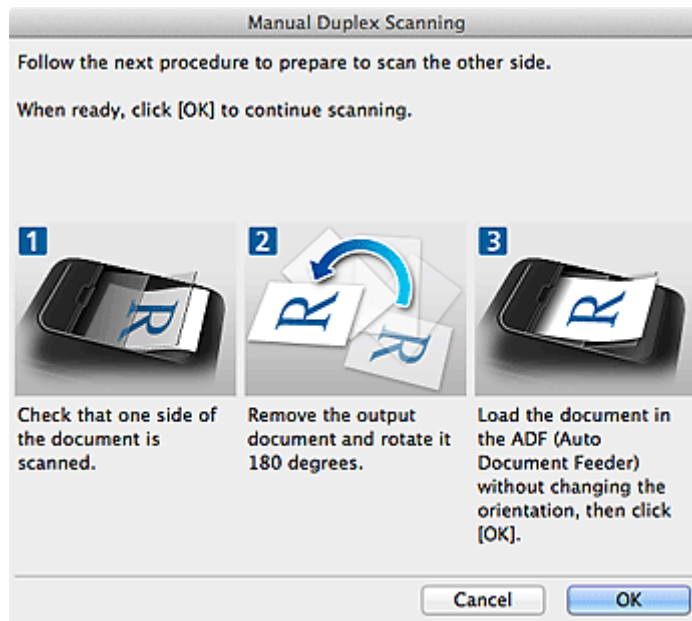 Manual Duplex Scanning
Follow the next procedure to prepare to scan the other side.
When ready, click [OK] to continue scanning.
1
R
Check that one side of
the document is
scanned.
2
R
R
Remove the output
document and rotate it
180 degrees.
3
R
Load the document in
the ADF (Auto
Document Feeder)
without changing the
orientation, then click
[OK].
Cancel
OK